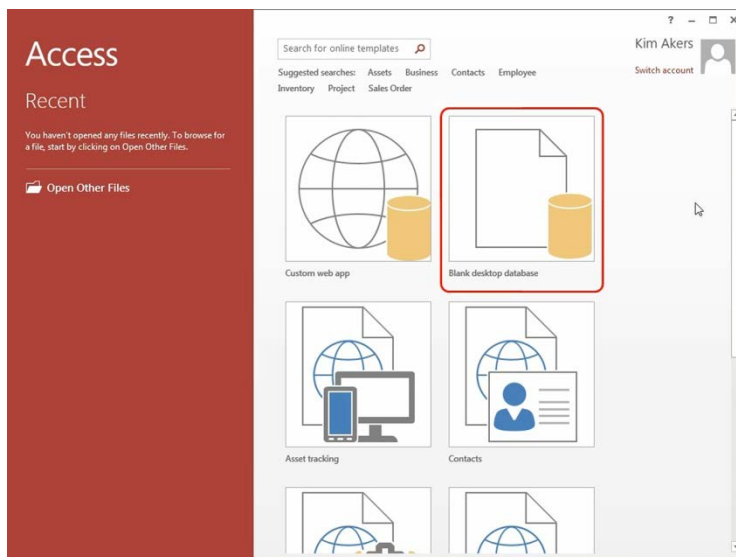 Access
Recent
You haven't opened any files recently. To browse for
a file, start by clicking on Open Other Files.
Open Other Files
?
Search for online templates
Kim Akers
Switch account
Suggested searches: Assets Business Contacts Employee
Inventory Project Sales Order
Custom web app
Blank desktop database
Asset tracking
Contacts